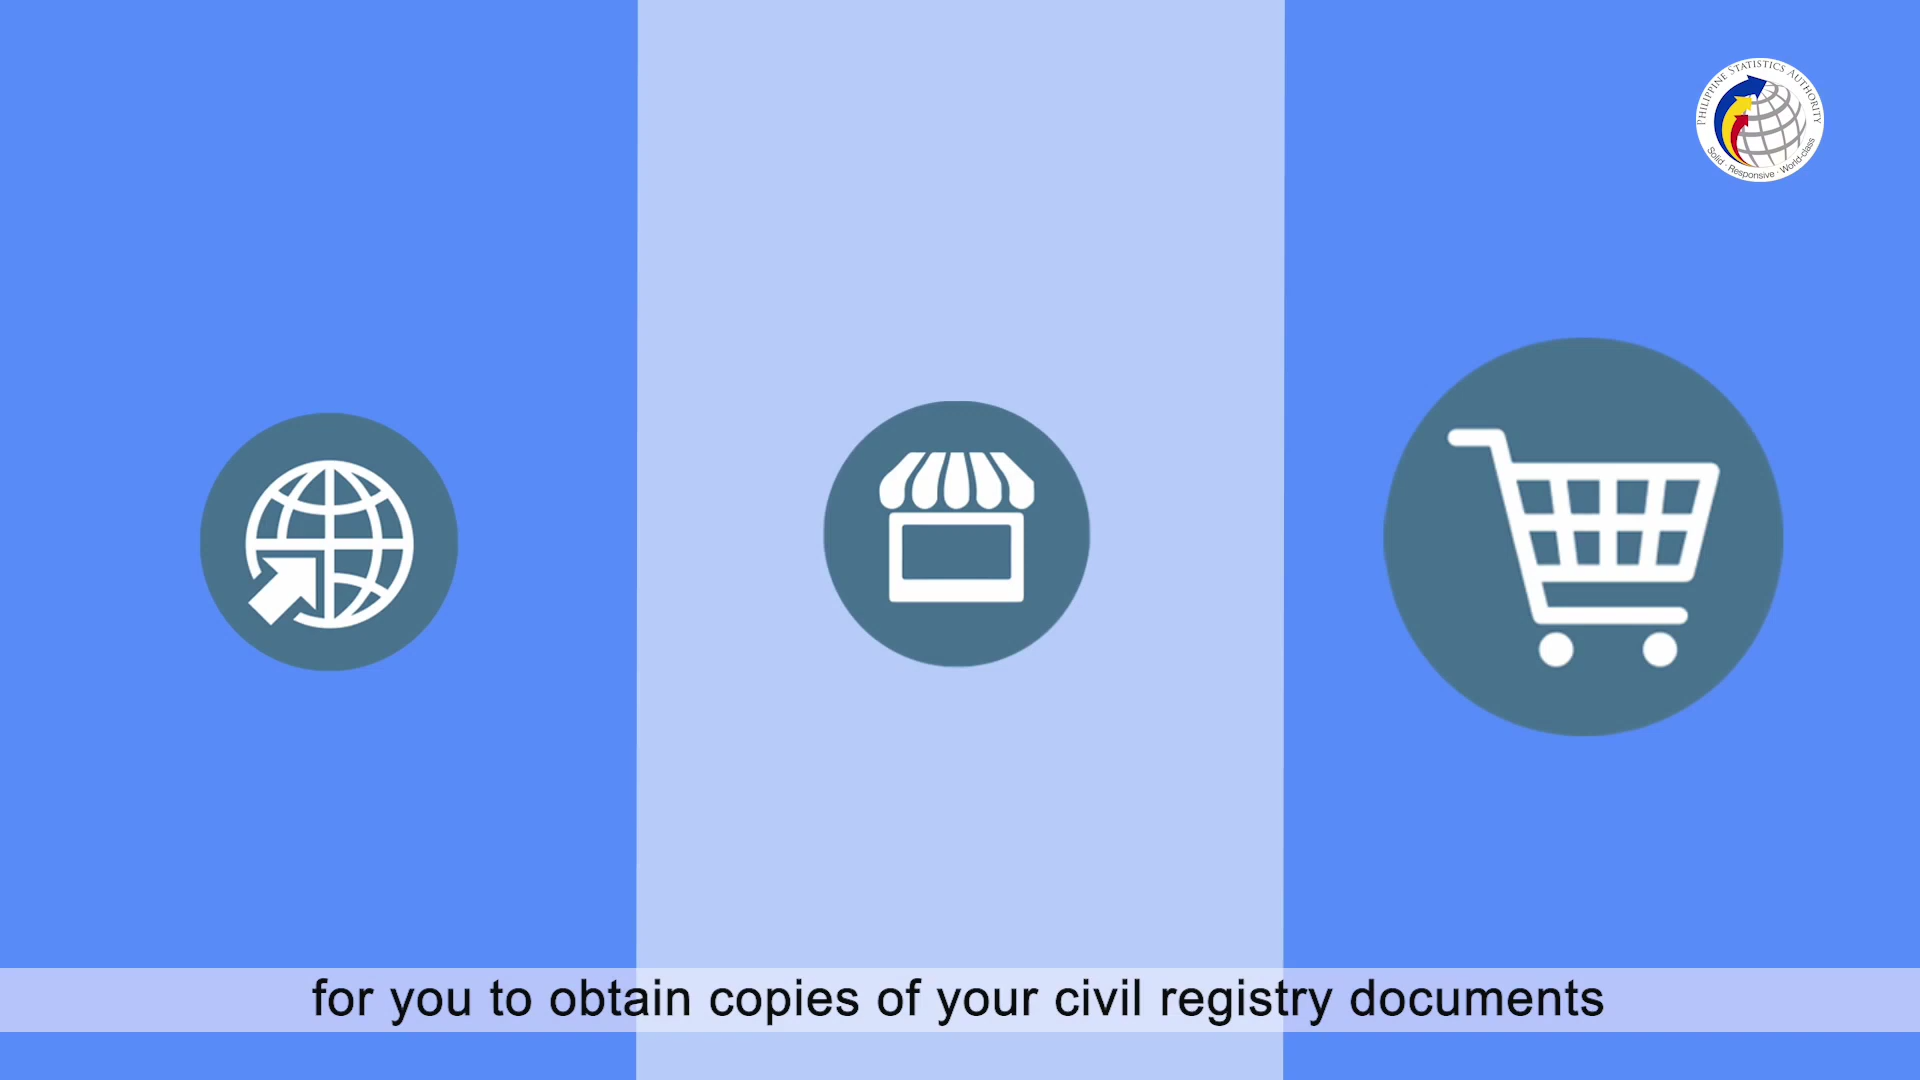 PHILIPPINE STATISTICS AUTHORITY
Solid · Responsive · World-class
for you to obtain copies of your civil registry documents